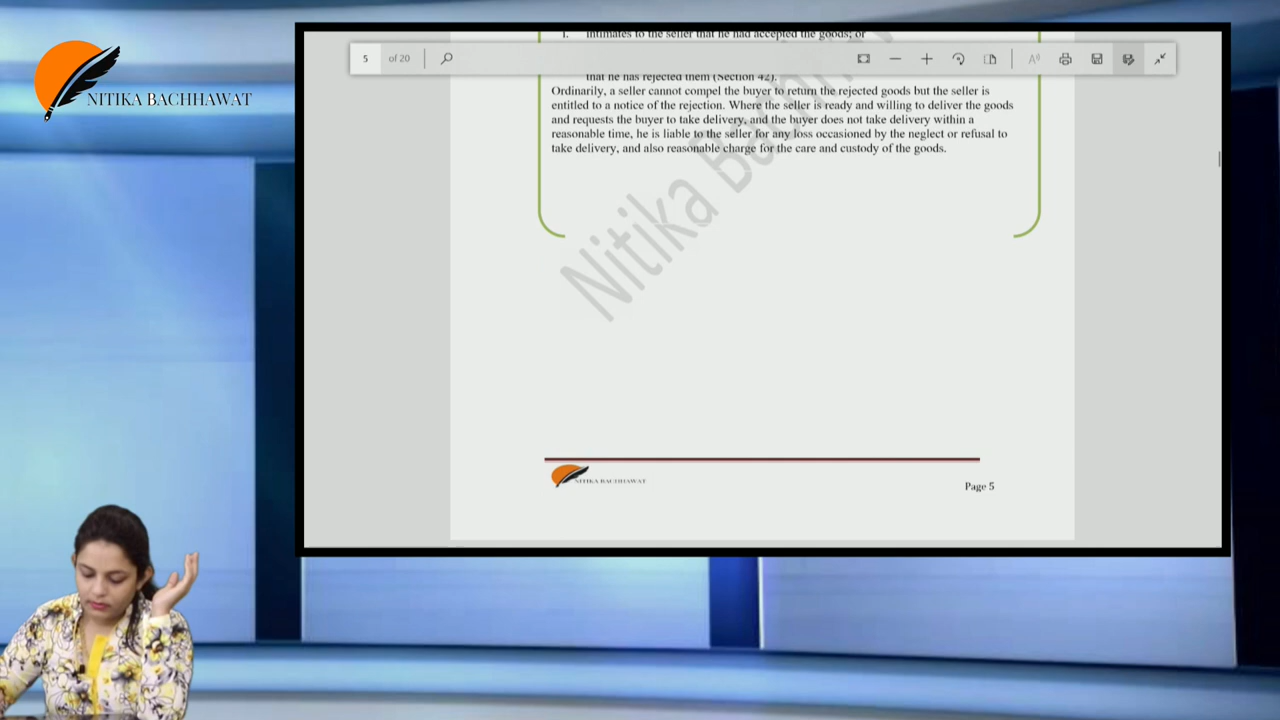 NITIKA BACHHAWAT
i. intimates to the seller that he had accepted the goods; or
5 of 20
that he has rejected them (Section 42).
Ordinarily, a seller cannot compel the buyer to return the rejected goods but the seller is
entitled to a notice of the rejection. Where the seller is ready and willing to deliver the goods
and requests the buyer to take delivery, and the buyer does not take delivery within a
reasonable time, he is liable to the seller for any loss occasioned by the neglect or refusal to
take delivery, and also reasonable charge for the care and custody of the goods.
Nitika
NITIKA BACHHAWAT
Page 5